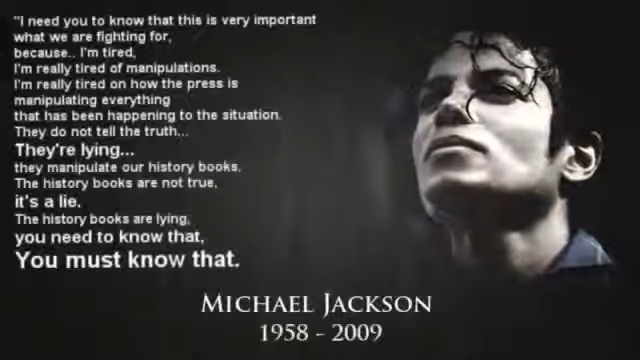 "I need you to know that this is very important
what we are fighting for,
because.. I'm tired,
I'm really tired of manipulations.
I'm really tired on how the press is
manipulating everything
that has been happening to the situation.
They do not tell the truth...
They're lying...
they manipulate our history books.
The history books are not true,
it's a lie.
The history books are lying,
you need to know that,
You must know that.
Michael Jackson
1958 - 2009